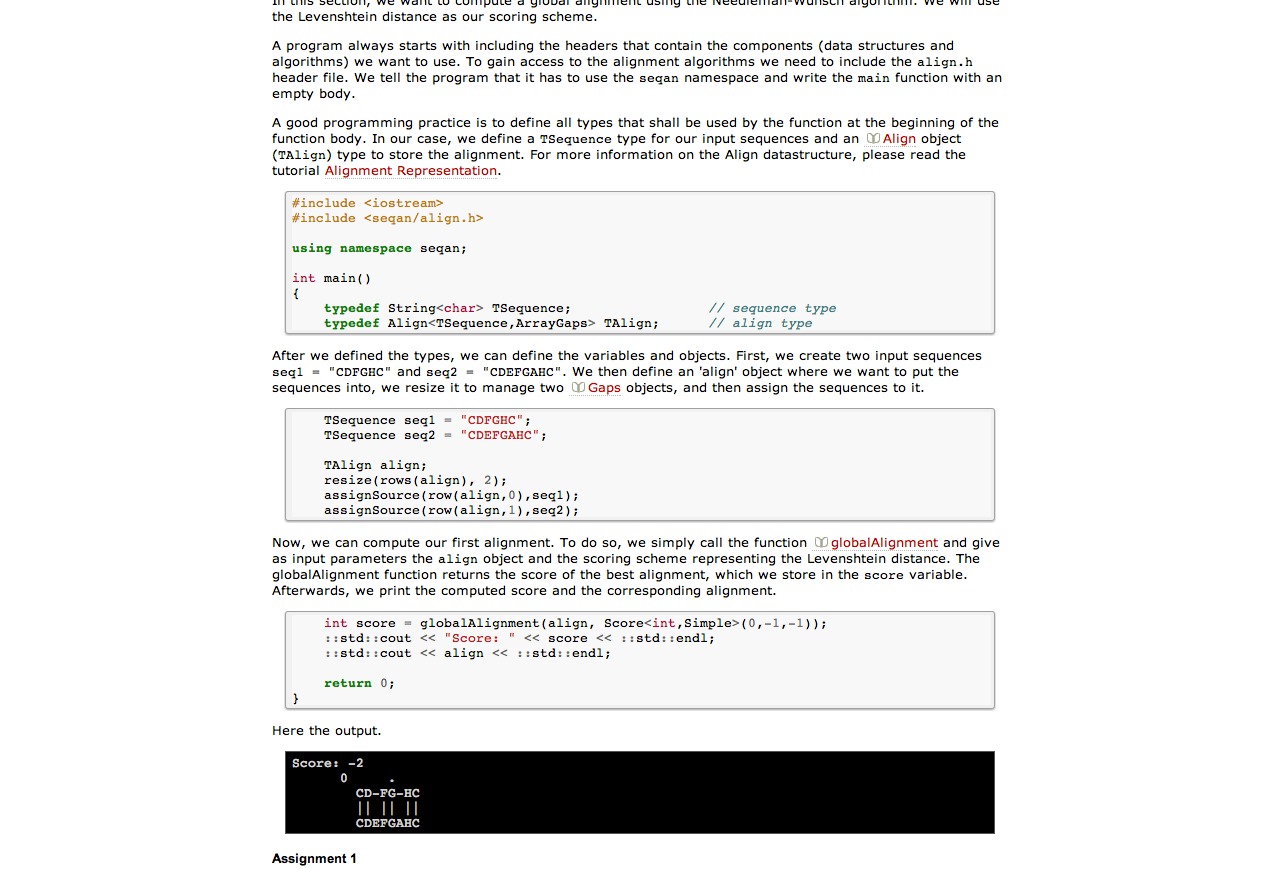 In this section, we want to compute a global alignment using the Needleman-Wunsch algorithm. We will use
the Levenshtein distance as our scoring scheme.
A program always starts with including the headers that contain the components (data structures and
algorithms) we want to use. To gain access to the alignment algorithms we need to include the align.h
header file. We tell the program that it has to use the seqan namespace and write the main function with an
empty body.
A good programming practice is to define all types that shall be used by the function at the beginning of the
function body. In our case, we define a TSequence type for our input sequences and an Align object
(TAlign) type to store the alignment. For more information on the Align datastructure, please read the
tutorial Alignment Representation.
#include <iostream>
#include <seqan/align.h>
using namespace seqan;
int main()
{
typedef String<char> TSequence; // sequence type
typedef Align<TSequence,ArrayGaps> TAlign; // align type
After we defined the types, we can define the variables and objects. First, we create two input sequences
seq1 = "CDFGHC" and seq2 = "CDEFGAHC". We then define an 'align' object where we want to put the
sequences into, we resize it to manage two Gaps objects, and then assign the sequences to it.
TSequence seq1 = "CDFGHC";
TSequence seq2 = "CDEFGAHC";
TAlign align;
resize(rows(align), 2);
assignSource(row(align,0),seq1);
assignSource(row(align,1),seq2);
Now, we can compute our first alignment. To do so, we simply call the function globalAlignment and give
as input parameters the align object and the scoring scheme representing the Levenshtein distance. The
globalAlignment function returns the score of the best alignment, which we store in the score variable.
Afterwards, we print the computed score and the corresponding alignment.
int score = globalAlignment(align, Score<int,Simple>(0,-1,-1));
::std::cout << "Score: " << score << ::std::endl;
::std::cout << align << ::std::endl;
return 0;
}
Here the output.
Score: -2
0 .
CD-FG-HC
|| || ||
CDEFGAHC
Assignment 1